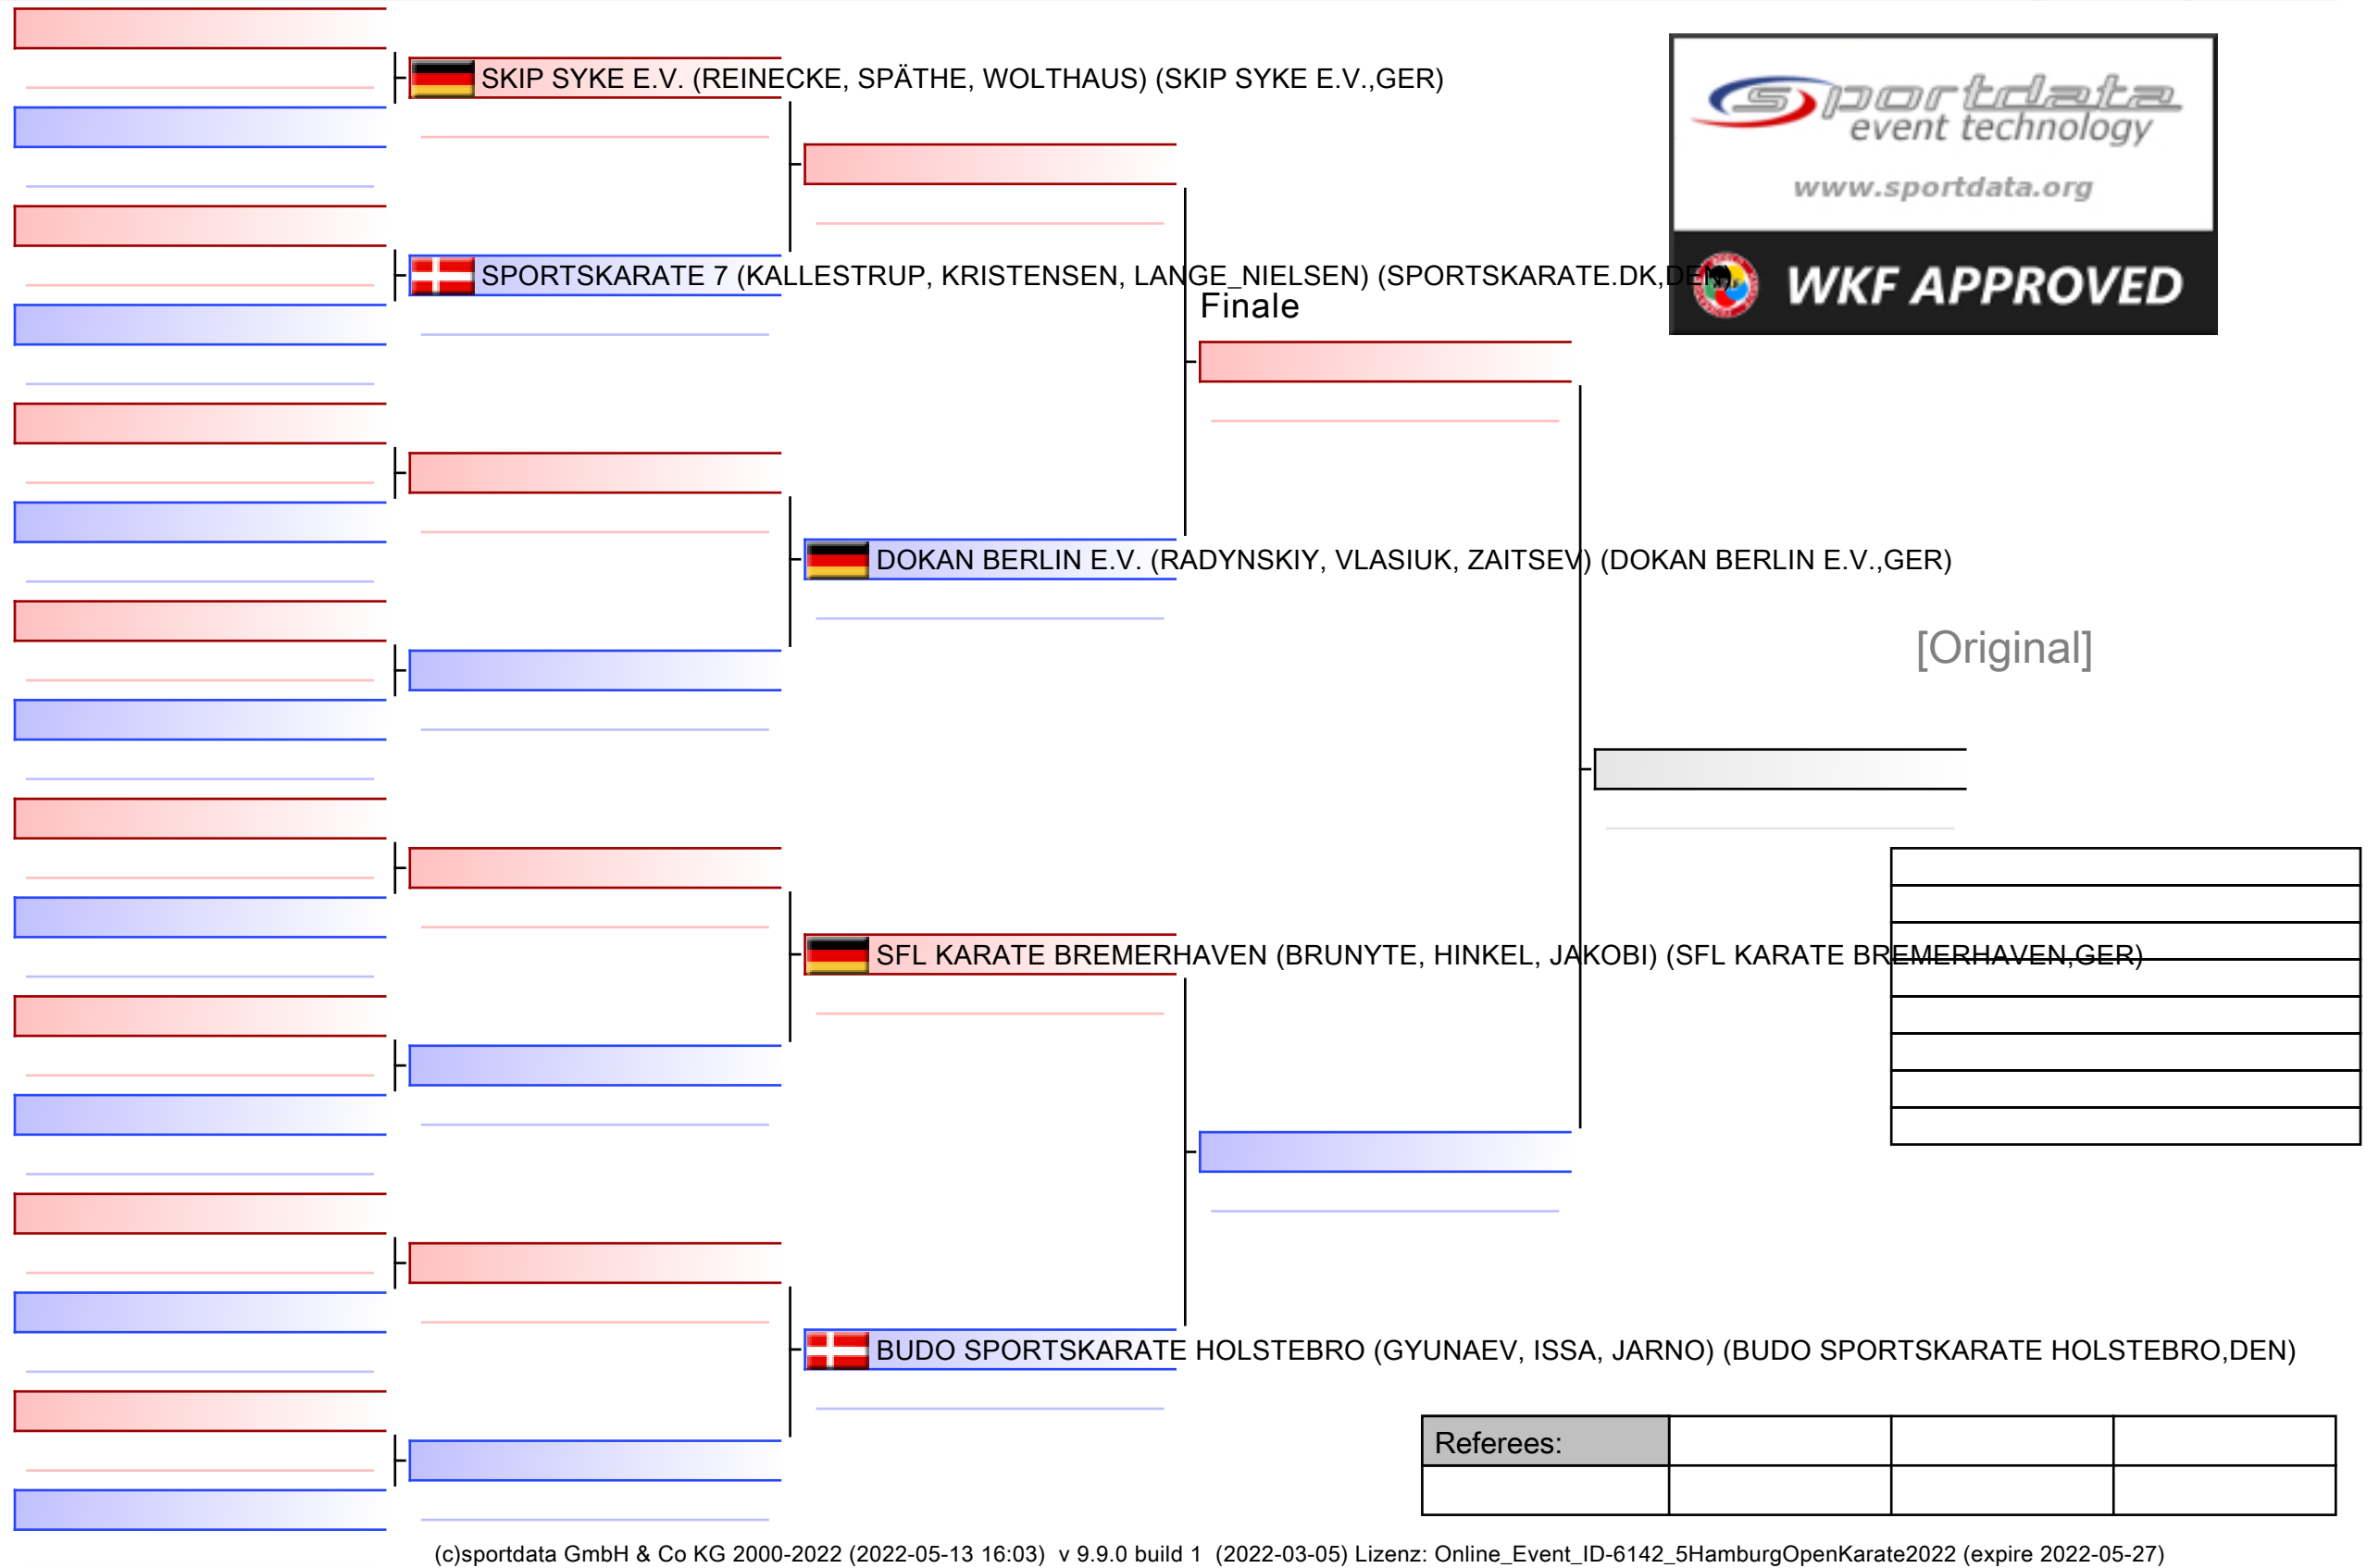 SKIP SYKE E.V. (REINECKE, SPÄTHE, WOLTHAUS) (SKIP SYKE E.V.,GER)
sportdata
event technology
www.sportdata.org
WKF APPROVED
SPORTSKARATE 7 (KALLESTRUP, KRISTENSEN, LANGE_NIELSEN) (SPORTSKARATE.DK,DEN)
Finale
DOKAN BERLIN E.V. (RADYNSKIY, VLASIUK, ZAITSEV) (DOKAN BERLIN E.V.,GER)
[Original]
SFL KARATE BREMERHAVEN (BRUNYTE, HINKEL, JAKOBI) (SFL KARATE BREMERHAVEN,GER)
BUDO SPORTSKARATE HOLSTEBRO (GYUNAEV, ISSA, JARNO) (BUDO SPORTSKARATE HOLSTEBRO,DEN)
Referees:
(c)sportdata GmbH & Co KG 2000-2022 (2022-05-13 16:03) v 9.9.0 build 1 (2022-03-05) Lizenz: Online_Event_ID-6142_5HamburgOpenKarate2022 (expire 2022-05-27)